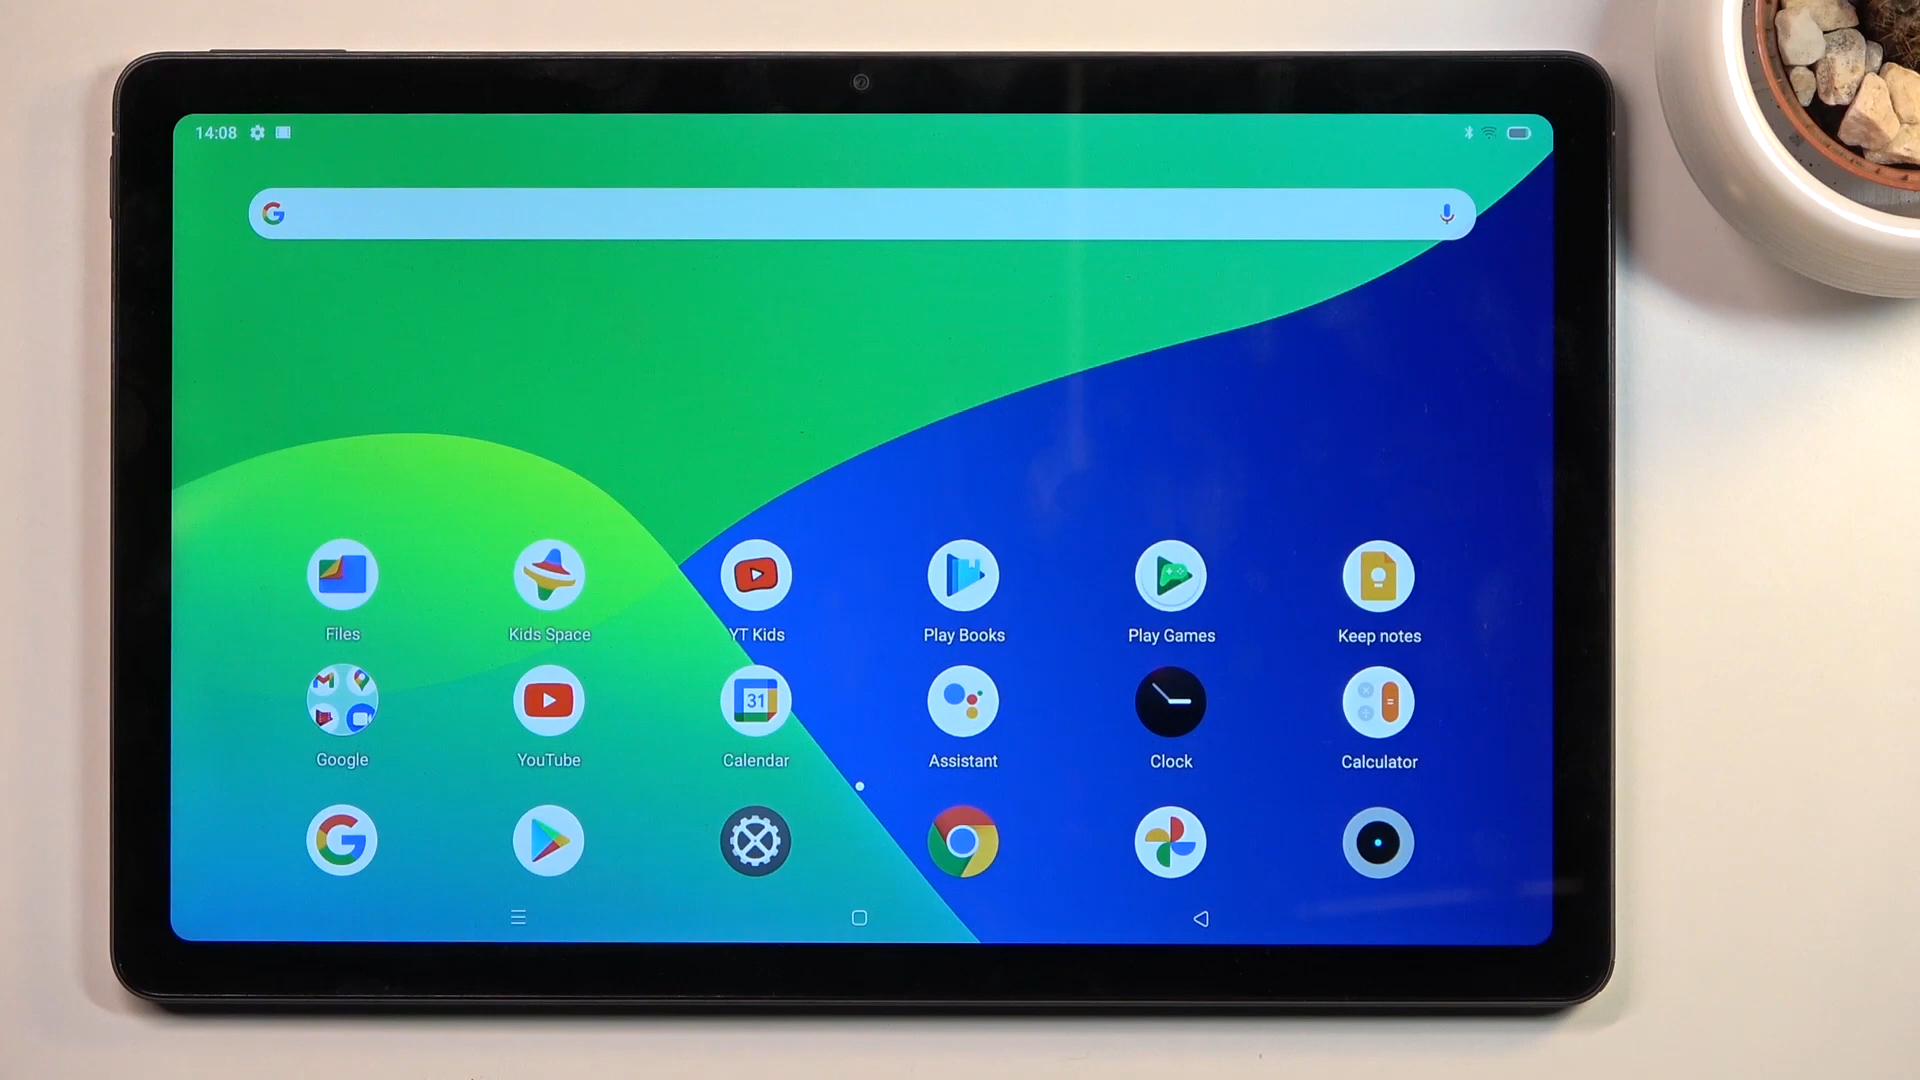 14:08
Files
Kids Space
YT Kids
Play Books
Play Games
Keep notes
Google
YouTube
31
Calendar
Assistant
Clock
Calculator